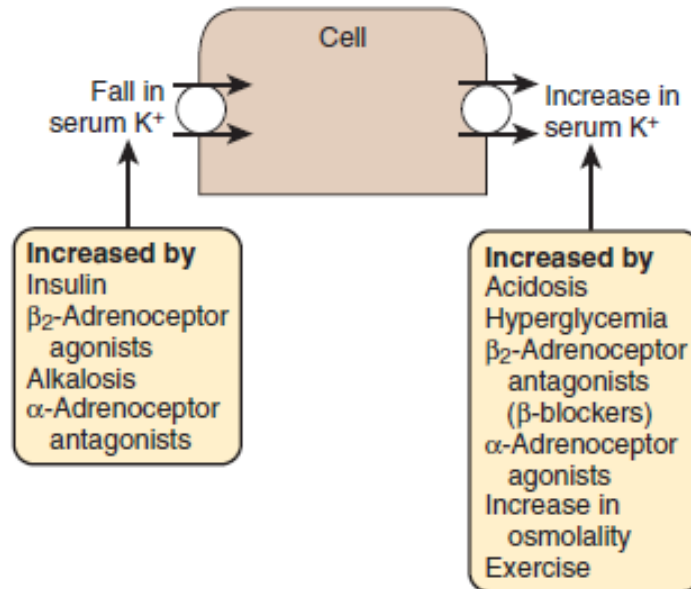 Cell
Fall in
serum K⁺
Increase in
serum K⁺
Increased by
Insulin
β₂-Adrenoceptor
agonists
Alkalosis
α-Adrenoceptor
antagonists
Increased by
Acidosis
Hyperglycemia
β₂-Adrenoceptor
antagonists
(β-blockers)
α-Adrenoceptor
agonists
Increase in
osmolality
Exercise